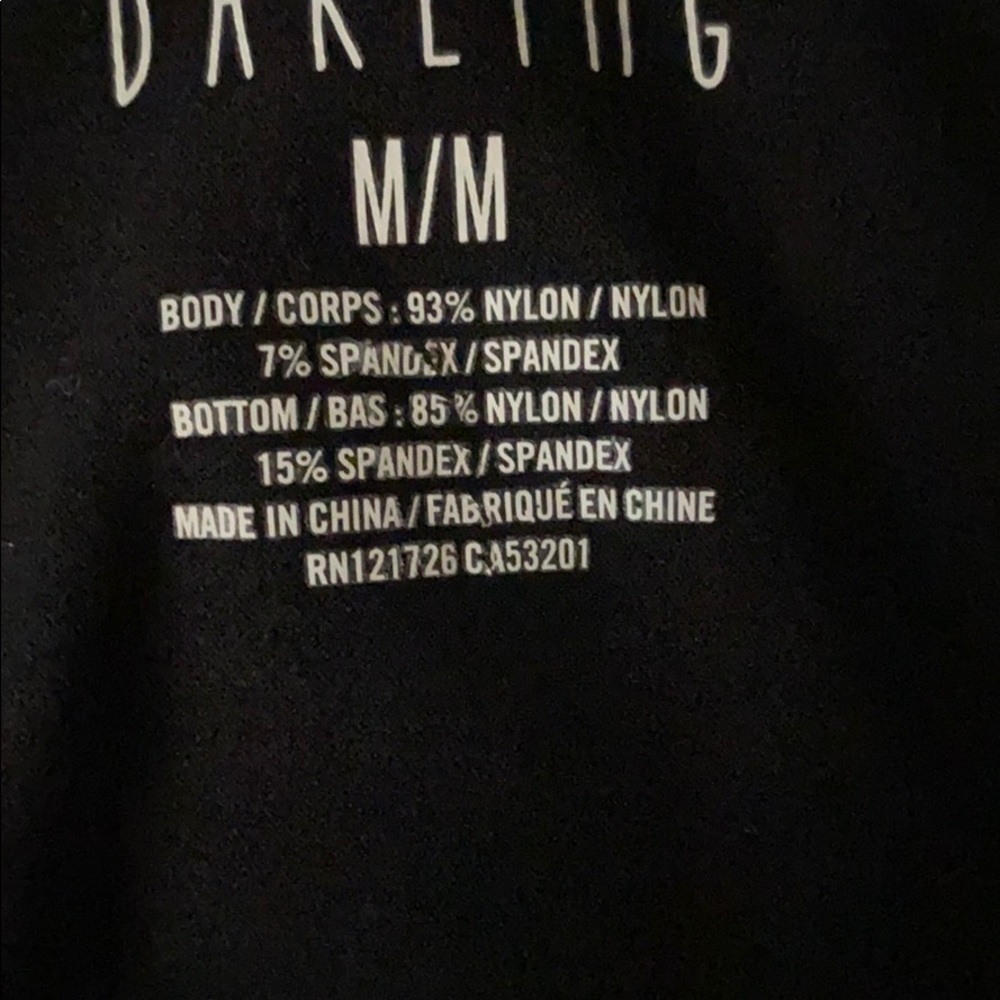 DARLING
M/M
BODY / CORPS : 93% NYLON / NYLON
7% SPANDEX / SPANDEX
BOTTOM / BAS : 85% NYLON / NYLON
15% SPANDEX / SPANDEX
MADE IN CHINA / FABRIQUÉ EN CHINE
RN121726 CA53201